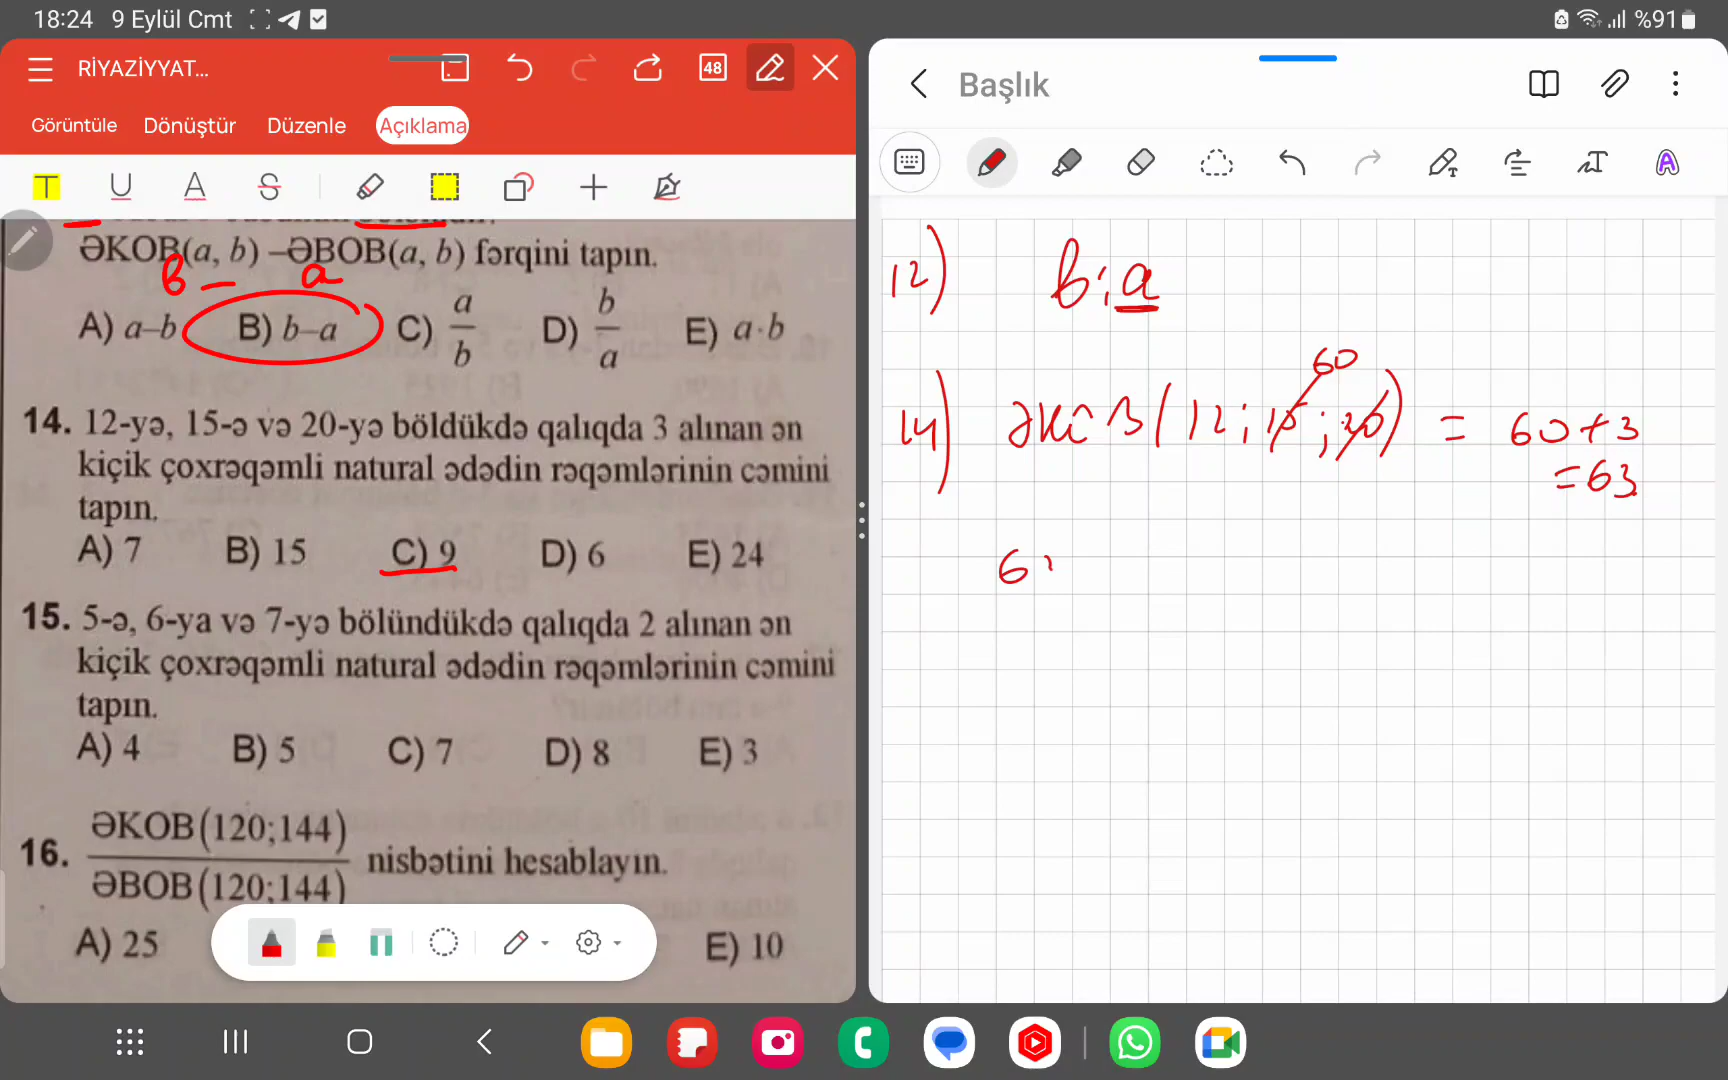 18:24 9 Eylül Cmt %91
RİYAZİYYAT... 48
Görüntüle Dönüştür Düzenle Açıklama
T U A S
ƏKOB(a, b) –ƏBOB(a, b) fərqini tapın.
b – a
A) a–b B) b–a C) a/b D) b/a E) a·b
14. 12-yə, 15-ə və 20-yə böldükdə qalıqda 3 alınan ən
kiçik çoxrəqəmli natural ədədin rəqəmlərinin cəmini
tapın.
A) 7 B) 15 C) 9 D) 6 E) 24
15. 5-ə, 6-ya və 7-yə bölündükdə qalıqda 2 alınan ən
kiçik çoxrəqəmli natural ədədin rəqəmlərinin cəmini
tapın.
A) 4 B) 5 C) 7 D) 8 E) 3
16. ƏKOB(120;144)
ƏBOB(120;144) nisbətini hesablayın.
A) 25 E) 10
Başlık
12) b; a
60
14) ƏKOB(12; 15; 20) = 60+3
=63
6